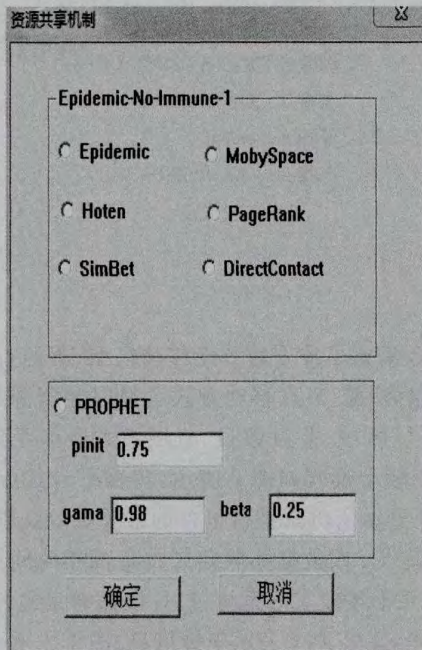 资源共享机制
Epidemic-No-Immune-1
Epidemic MobySpace
Hoten PageRank
SimBet DirectContact
PROPHET
pinit 0.75
gama 0.98 beta 0.25
确定 取消